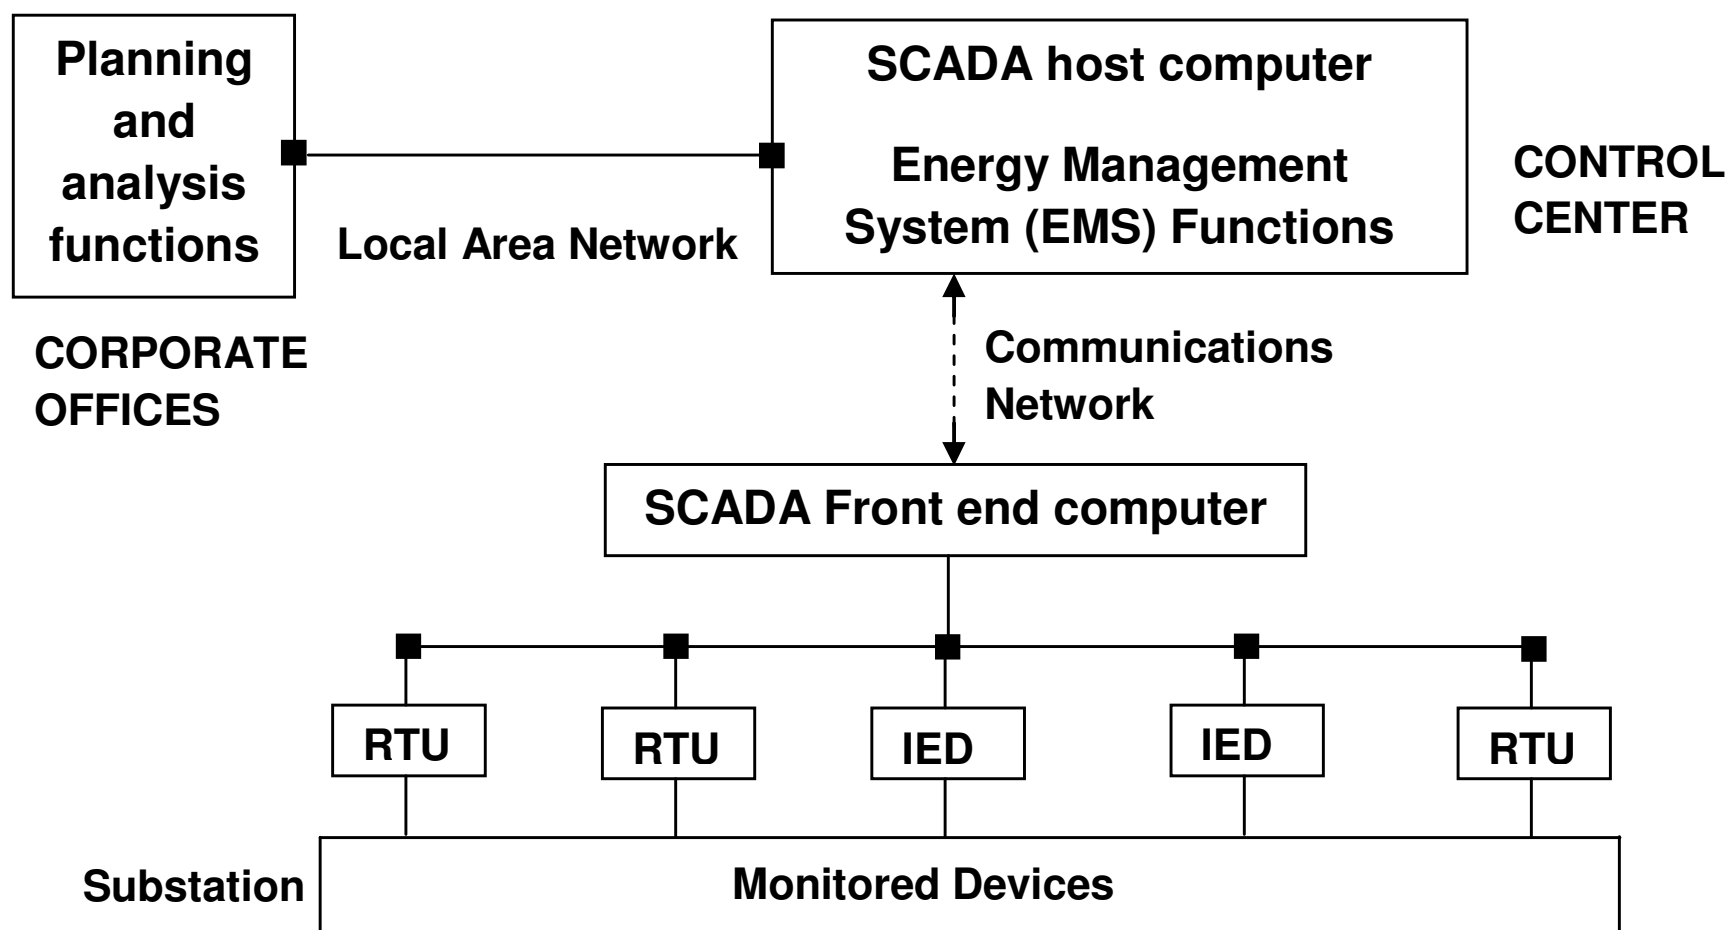 Planning
and
analysis
functions
SCADA host computer
Energy Management
System (EMS) Functions
CONTROL
CENTER
Local Area Network
CORPORATE
OFFICES
Communications
Network
SCADA Front end computer
RTU
RTU
IED
IED
RTU
Substation
Monitored Devices